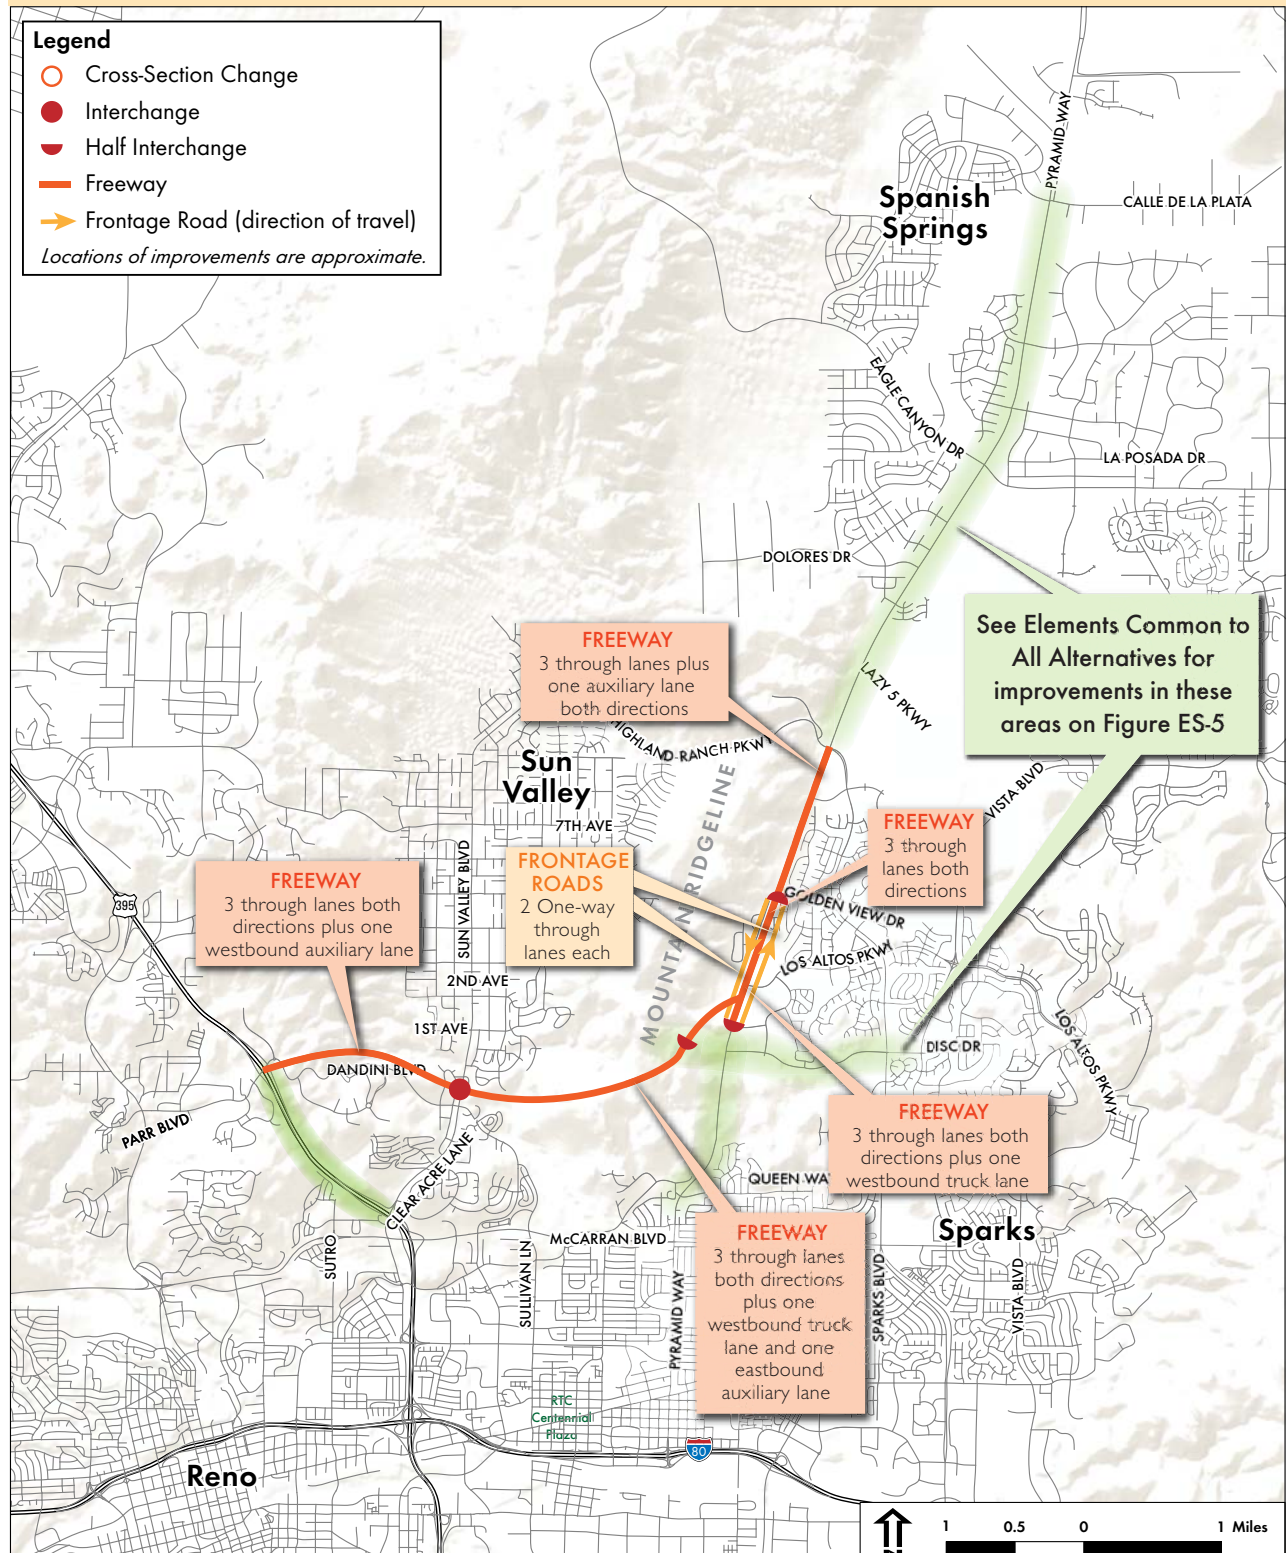 Legend
Cross-Section Change
Interchange
Half Interchange
Freeway
Frontage Road (direction of travel)
Locations of improvements are approximate.
PYRAMID WAY
Spanish
Springs
CALLE DE LA PLATA
EAGLE CANYON DR
LA POSADA DR
DOLORES DR
See Elements Common to
All Alternatives for
improvements in these
areas on Figure ES-5
FREEWAY
3 through lanes plus
one auxiliary lane
both directions
LAZY 5 PKWY
HIGHLAND RANCH PKWY
Sun
Valley
7TH AVE
MOUNTAIN RIDGELINE
VISTA BLVD
FREEWAY
3 through
lanes both
directions
FREEWAY
3 through lanes both
directions plus one
westbound auxiliary lane
SUN VALLEY BLVD
FRONTAGE
ROADS
2 One-way
through
lanes each
GOLDEN VIEW DR
LOS ALTOS PKWY
395
2ND AVE
1ST AVE
DISC DR
LOS ALTOS PKWY
DANDINI BLVD
PARR BLVD
CLEAR ACRE LANE
FREEWAY
3 through lanes both
directions plus one
westbound truck lane
QUEEN WA
SUTRO
SULLIVAN LN
McCARRAN BLVD
FREEWAY
3 through lanes
both directions
plus one
westbound truck
lane and one
eastbound
auxiliary lane
Sparks
PYRAMID WAY
SPARKS BLVD
VISTA BLVD
RTC
Centennial
Plaza
80
Reno
1 0.5 0 1 Miles